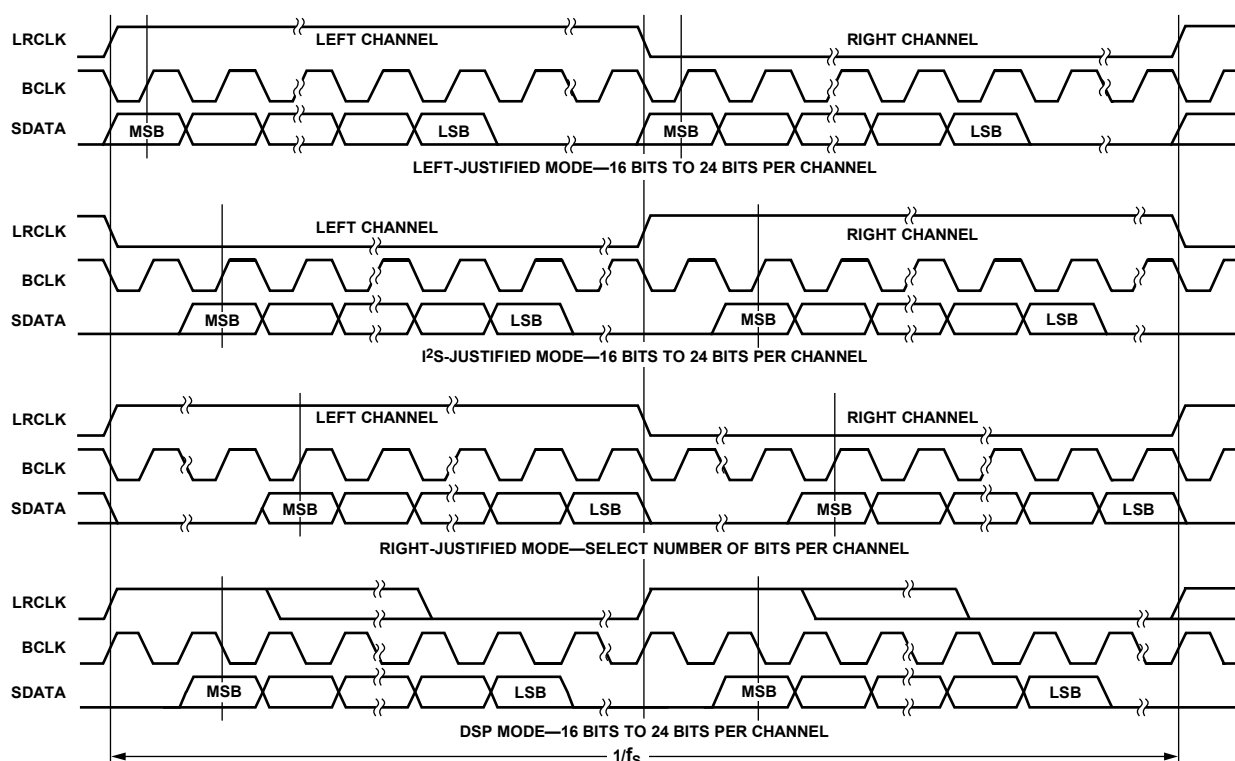 LRCLK LEFT CHANNEL RIGHT CHANNEL
BCLK
SDATA MSB LSB MSB LSB
LEFT-JUSTIFIED MODE—16 BITS TO 24 BITS PER CHANNEL
LRCLK LEFT CHANNEL RIGHT CHANNEL
BCLK
SDATA MSB LSB MSB LSB
I²S-JUSTIFIED MODE—16 BITS TO 24 BITS PER CHANNEL
LRCLK LEFT CHANNEL RIGHT CHANNEL
BCLK
SDATA MSB LSB MSB LSB
RIGHT-JUSTIFIED MODE—SELECT NUMBER OF BITS PER CHANNEL
LRCLK
BCLK
SDATA MSB LSB MSB LSB
DSP MODE—16 BITS TO 24 BITS PER CHANNEL
1/fS